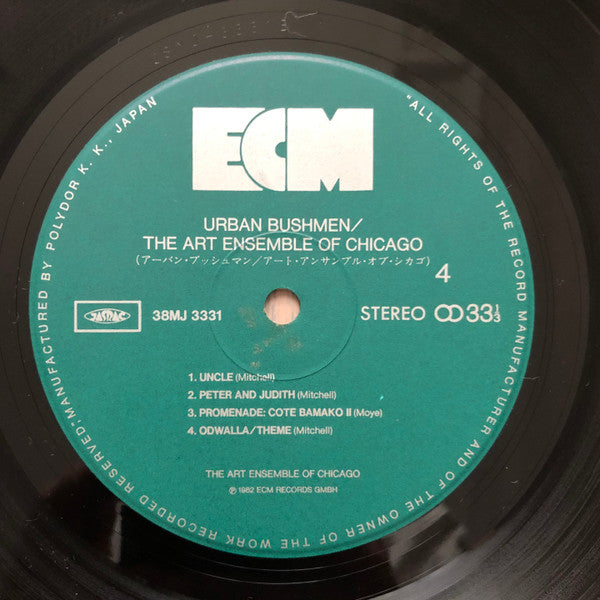 ECM
URBAN BUSHMEN/
THE ART ENSEMBLE OF CHICAGO
(アーバン・ブッシュマン/アート・アンサンブル・オブ・シカゴ)
4
JASRAC
38MJ 3331
STEREO 33 1/3
1. UNCLE (Mitchell)
2. PETER AND JUDITH (Mitchell)
3. PROMENADE: COTE BAMAKO II (Moye)
4. ODWALLA/THEME (Mitchell)
THE ART ENSEMBLE OF CHICAGO
℗ 1982 ECM RECORDS GMBH
"ALL RIGHTS OF THE RECORD MANUFACTURER AND OF THE OWNER OF THE WORK RECORDED RESERVED: MANUFACTURED BY POLYDOR K. K., JAPAN